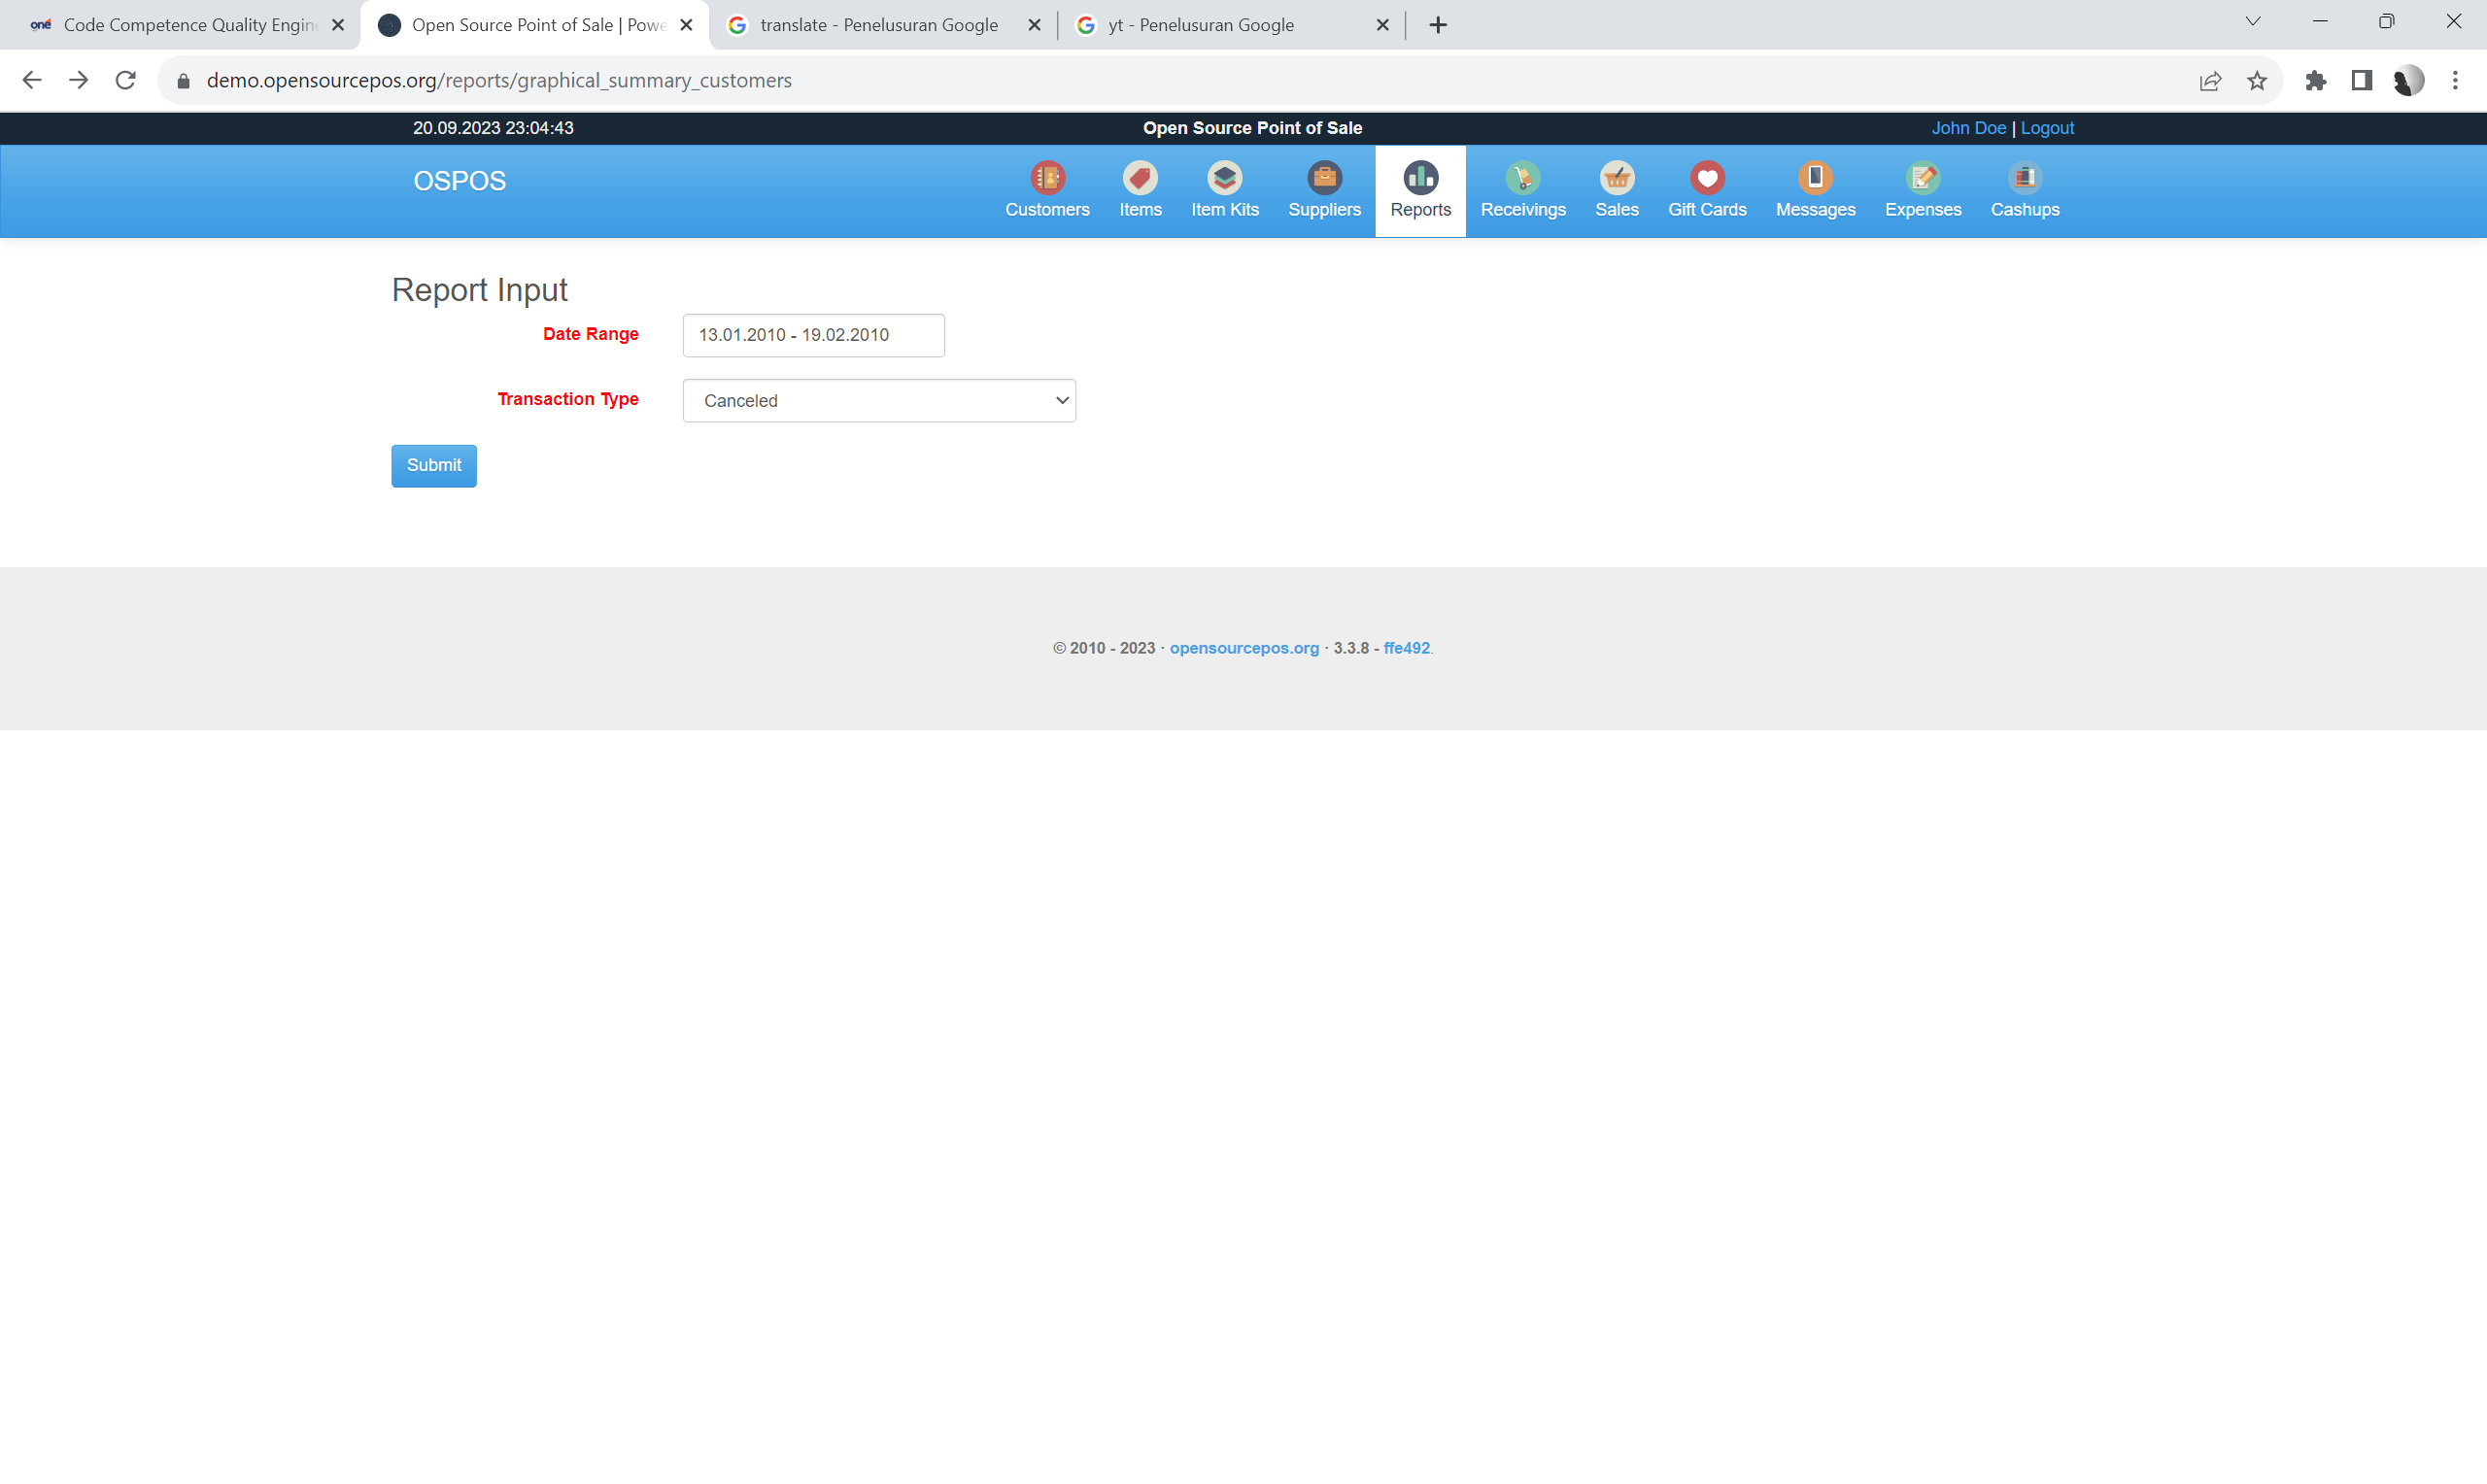 one Code Competence Quality Engin
Open Source Point of Sale | Powe
translate - Penelusuran Google
yt - Penelusuran Google
demo.opensourcepos.org/reports/graphical_summary_customers
20.09.2023 23:04:43
Open Source Point of Sale
John Doe | Logout
OSPOS
Customers
Items
Item Kits
Suppliers
Reports
Receivings
Sales
Gift Cards
Messages
Expenses
Cashups
Report Input
Date Range
13.01.2010 - 19.02.2010
Transaction Type
Canceled
Submit
© 2010 - 2023 · opensourcepos.org · 3.3.8 - ffe492.